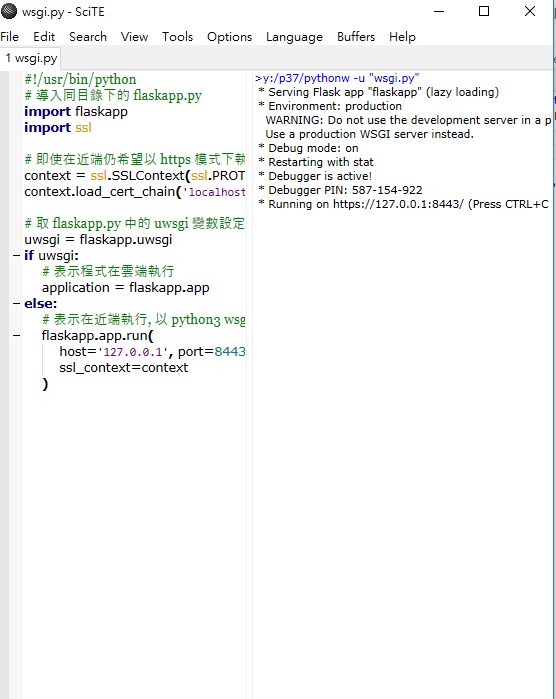 wsgi.py - SciTE
File Edit Search View Tools Options Language Buffers Help
1 wsgi.py
#!/usr/bin/python
# 導入同目錄下的 flaskapp.py
import flaskapp
import ssl
# 即使在近端仍希望以 https 模式下執
context = ssl.SSLContext(ssl.PROT
context.load_cert_chain('localhost
# 取 flaskapp.py 中的 uwsgi 變數設定
uwsgi = flaskapp.uwsgi
if uwsgi:
# 表示程式在雲端執行
application = flaskapp.app
else:
# 表示在近端執行, 以 python3 wsg
flaskapp.app.run(
host='127.0.0.1', port=8443
ssl_context=context
)
>y:/p37/pythonw -u "wsgi.py"
* Serving Flask app "flaskapp" (lazy loading)
* Environment: production
WARNING: Do not use the development server in a p
Use a production WSGI server instead.
* Debug mode: on
* Restarting with stat
* Debugger is active!
* Debugger PIN: 587-154-922
* Running on https://127.0.0.1:8443/ (Press CTRL+C